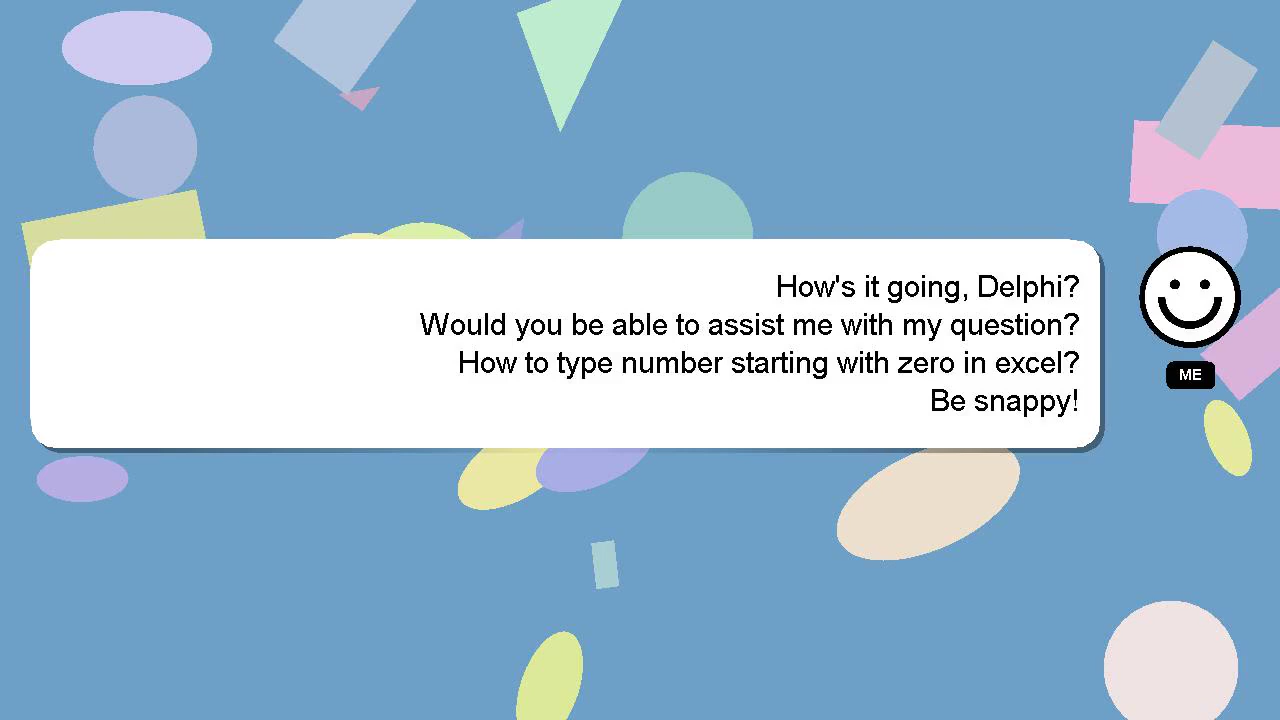 How's it going, Delphi?
Would you be able to assist me with my question?
How to type number starting with zero in excel?
Be snappy!
ME